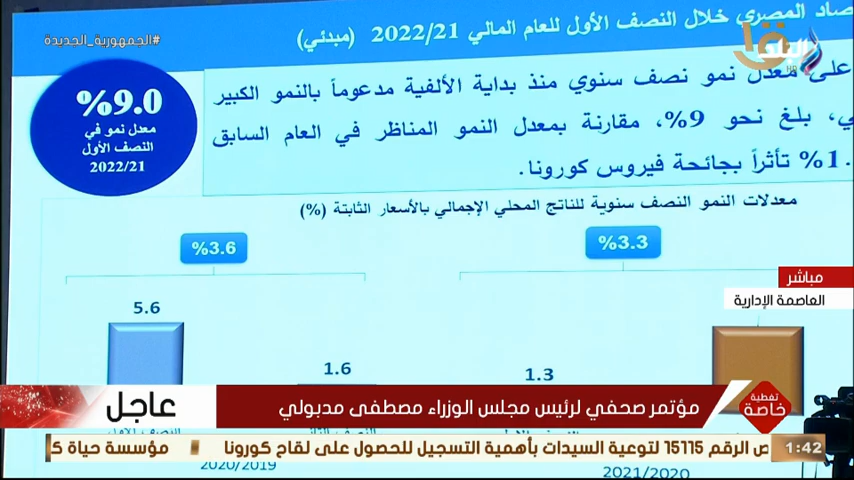 #الجمهورية_الجديدة
المصري خلال النصف الأول للعام المالي 2022/21 (مبدئي)
%9.0
معدل نمو في
النصف الأول
2022/21
معدل نمو نصف سنوي منذ بداية الألفية مدعوماً بالنمو الكبير
بلغ نحو 9%، مقارنة بمعدل النمو المناظر في العام السابق
تأثراً بجائحة فيروس كورونا.
معدلات النمو النصف سنوية للناتج المحلي الإجمالي بالأسعار الثابتة (%)
%3.3
%3.6
5.6
1.6
1.3
مباشر
العاصمة الإدارية
تغطية
خاصة
مؤتمر صحفي لرئيس مجلس الوزراء مصطفى مدبولي
عاجل
1:42
الرقم 15115 لتوعية السيدات بأهمية التسجيل للحصول على لقاح كورونا
مؤسسة حياة
2020/2019
2021/2020